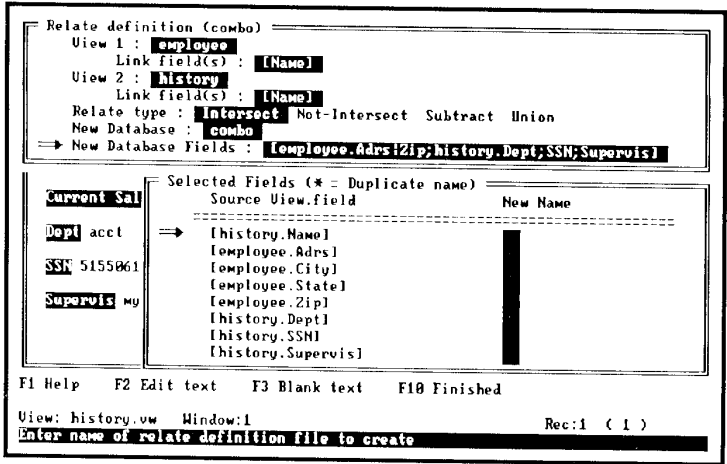 Relate definition (combo)
View 1 : employee
Link field(s) : [Name]
View 2 : history
Link field(s) : [Name]
Relate type : Intersect Not-Intersect Subtract Union
New Database : combo
New Database Fields : [employee.Adrs|Zip;history.Dept;SSN;Supervis]
Selected Fields (* = Duplicate name)
Source View.field New Name
Current Sal
Dept acct
SSN 5155061
Supervis my
[history.Name]
[employee.Adrs]
[employee.City]
[employee.State]
[employee.Zip]
[history.Dept]
[history.SSN]
[history.Supervis]
F1 Help F2 Edit text F3 Blank text F10 Finished
View: history.vw Window:1 Rec:1 ( 1 )
Enter name of relate definition file to create